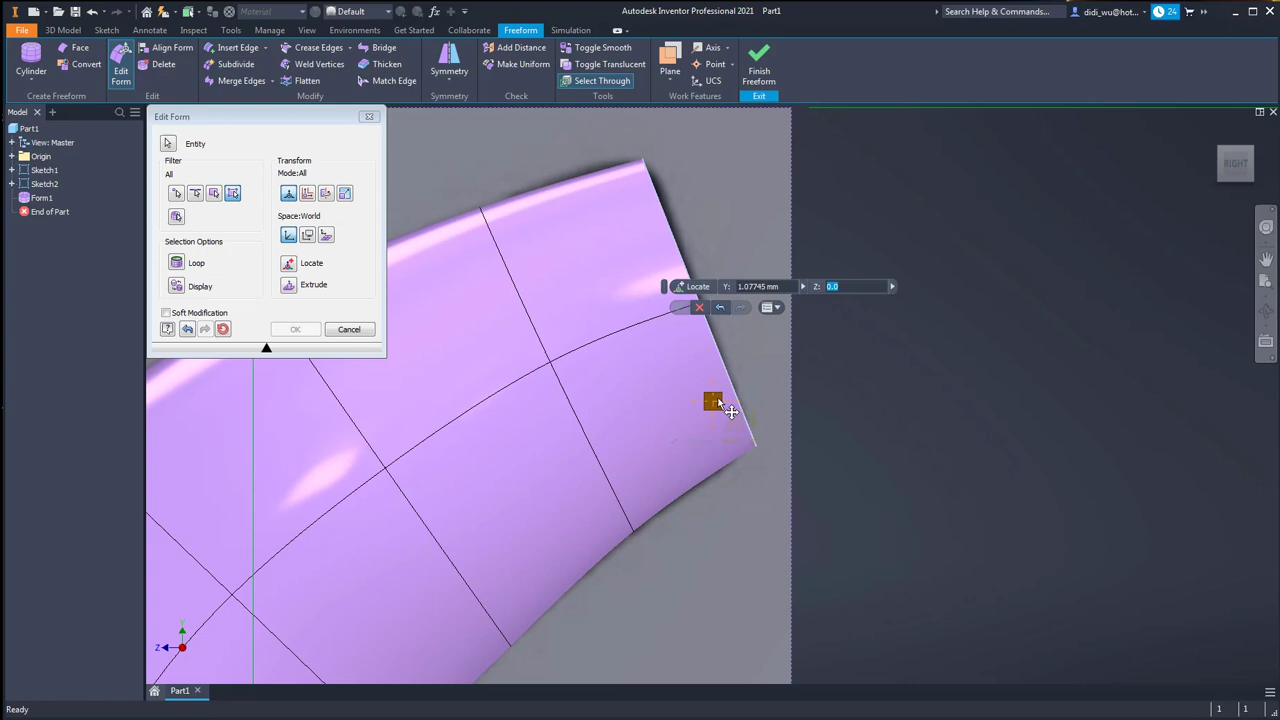 Material
Default
fx
Autodesk Inventor Professional 2021 Part1
Search Help & Commands...
didi_wu@hot...
24
File 3D Model Sketch Annotate Inspect Tools Manage View Environments Get Started Collaborate Freeform Simulation
Cylinder
Face
Convert
Create Freeform
Edit Form
Align Form
Delete
Edit
Insert Edge
Subdivide
Merge Edges
Crease Edges
Weld Vertices
Flatten
Bridge
Thicken
Match Edge
Modify
Symmetry
Symmetry
Add Distance
Make Uniform
Check
Toggle Smooth
Toggle Translucent
Select Through
Tools
Plane
Axis
Point
UCS
Work Features
Finish Freeform
Exit
Model
Part1
View: Master
Origin
Sketch1
Sketch2
Form1
End of Part
Edit Form
Entity
Filter
All
Selection Options
Loop
Display
Soft Modification
Transform
Mode:All
Space:World
Locate
Extrude
OK
Cancel
Locate Y: 1.07745 mm Z: 0.0
RIGHT
Y
Z
Part1
Ready
1 1